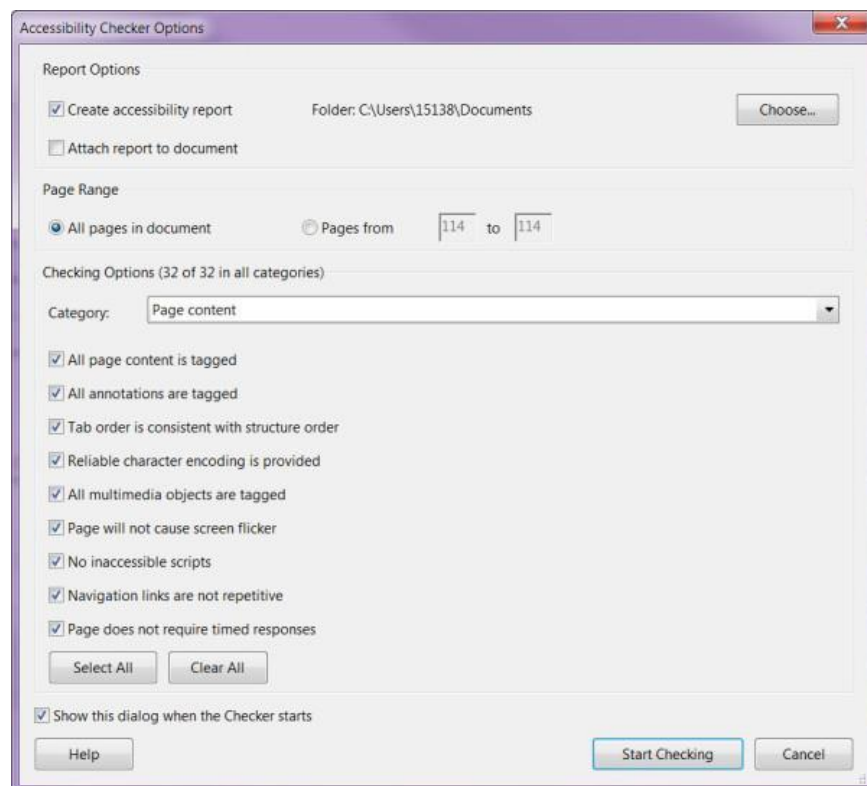 Accessibility Checker Options
Report Options
Create accessibility report Folder: C:\Users\15138\Documents Choose...
Attach report to document
Page Range
All pages in document Pages from 114 to 114
Checking Options (32 of 32 in all categories)
Category: Page content
All page content is tagged
All annotations are tagged
Tab order is consistent with structure order
Reliable character encoding is provided
All multimedia objects are tagged
Page will not cause screen flicker
No inaccessible scripts
Navigation links are not repetitive
Page does not require timed responses
Select All Clear All
Show this dialog when the Checker starts
Help Start Checking Cancel